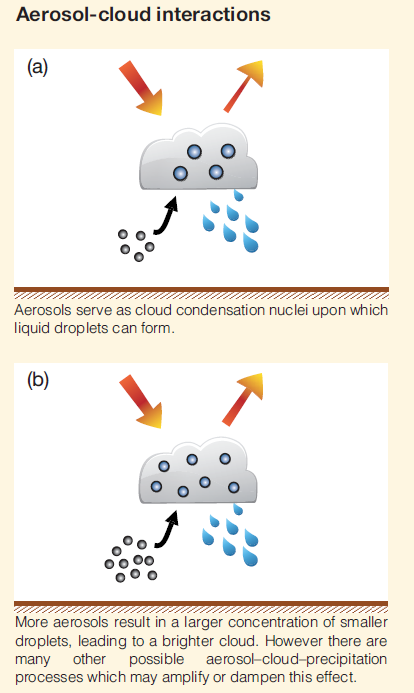 Aerosol-cloud interactions
(a)
Aerosols serve as cloud condensation nuclei upon which
liquid droplets can form.
(b)
More aerosols result in a larger concentration of smaller
droplets, leading to a brighter cloud. However there are
many other possible aerosol–cloud–precipitation
processes which may amplify or dampen this effect.